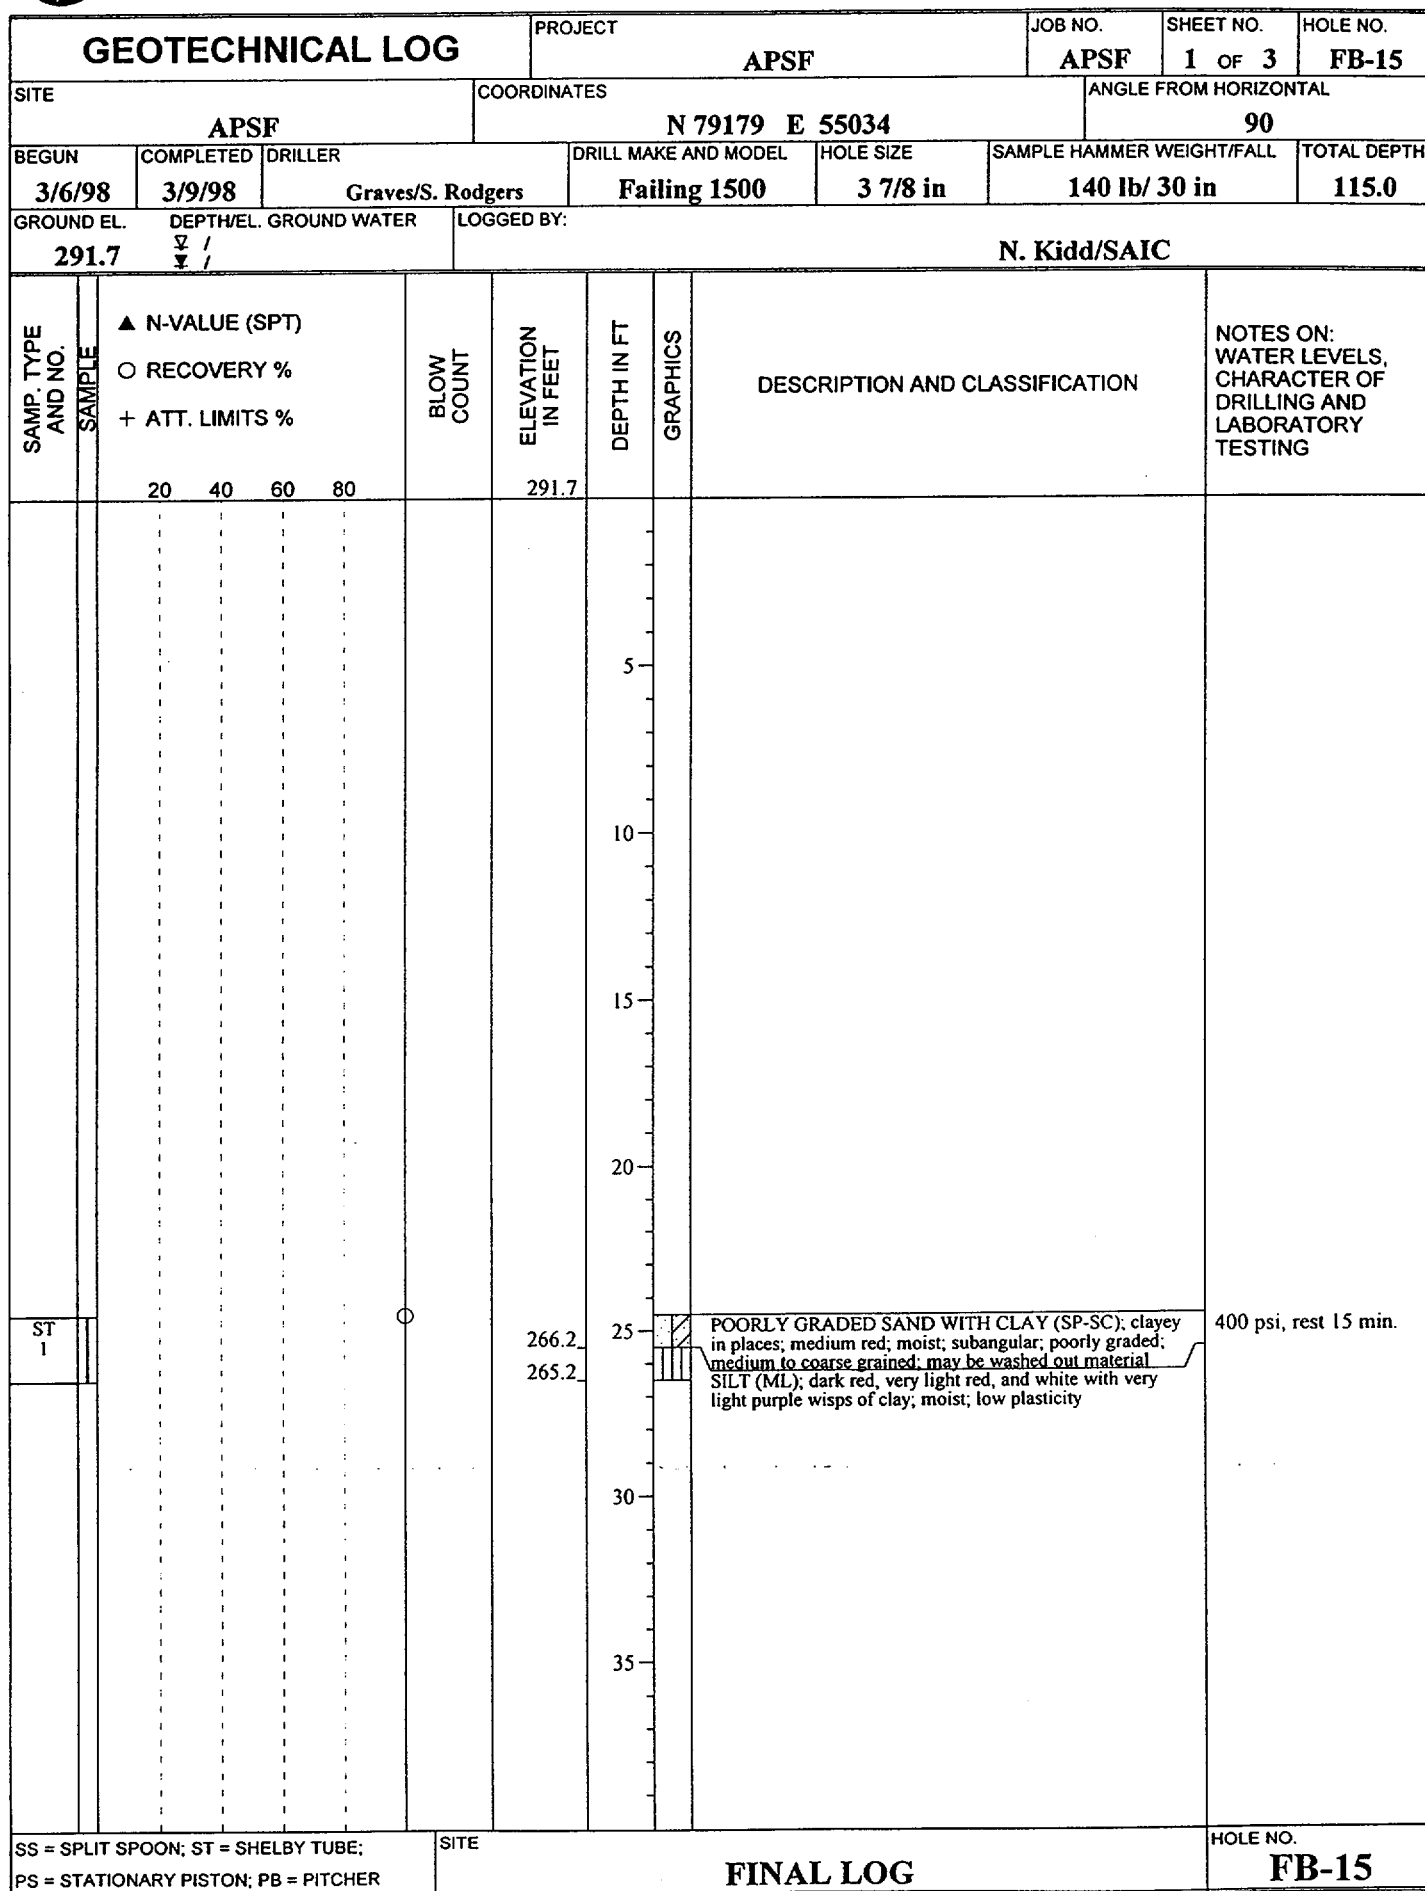 GEOTECHNICAL LOG
PROJECT
APSF
JOB NO.
APSF
SHEET NO.
1 OF 3
HOLE NO.
FB-15
SITE
APSF
COORDINATES
N 79179 E 55034
ANGLE FROM HORIZONTAL
90
BEGUN
3/6/98
COMPLETED
3/9/98
DRILLER
Graves/S. Rodgers
DRILL MAKE AND MODEL
Failing 1500
HOLE SIZE
3 7/8 in
SAMPLE HAMMER WEIGHT/FALL
140 lb/ 30 in
TOTAL DEPTH
115.0
GROUND EL.
291.7
DEPTH/EL. GROUND WATER
/
/
LOGGED BY:
N. Kidd/SAIC
SAMP. TYPE
AND NO.
SAMPLE
▲ N-VALUE (SPT)
○ RECOVERY %
+ ATT. LIMITS %
20 40 60 80
BLOW
COUNT
ELEVATION
IN FEET
291.7
DEPTH IN FT
GRAPHICS
DESCRIPTION AND CLASSIFICATION
NOTES ON:
WATER LEVELS,
CHARACTER OF
DRILLING AND
LABORATORY
TESTING
5
10
15
20
ST
1
266.2
265.2
25
POORLY GRADED SAND WITH CLAY (SP-SC); clayey
in places; medium red; moist; subangular; poorly graded;
medium to coarse grained; may be washed out material
SILT (ML); dark red, very light red, and white with very
light purple wisps of clay; moist; low plasticity
400 psi, rest 15 min.
30
35
SS = SPLIT SPOON; ST = SHELBY TUBE;
PS = STATIONARY PISTON; PB = PITCHER
SITE
FINAL LOG
HOLE NO.
FB-15